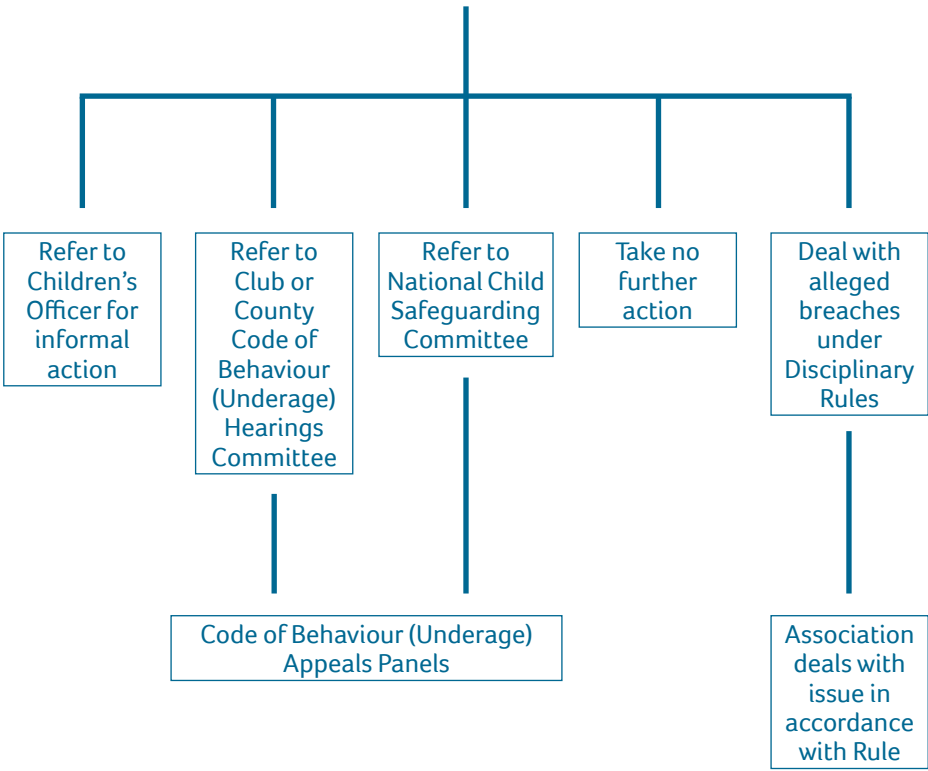 Refer to
Children's
Officer for
informal
action
Refer to
Club or
County
Code of
Behaviour
(Underage)
Hearings
Committee
Refer to
National Child
Safeguarding
Committee
Take no
further
action
Deal with
alleged
breaches
under
Disciplinary
Rules
Code of Behaviour (Underage)
Appeals Panels
Association
deals with
issue in
accordance
with Rule